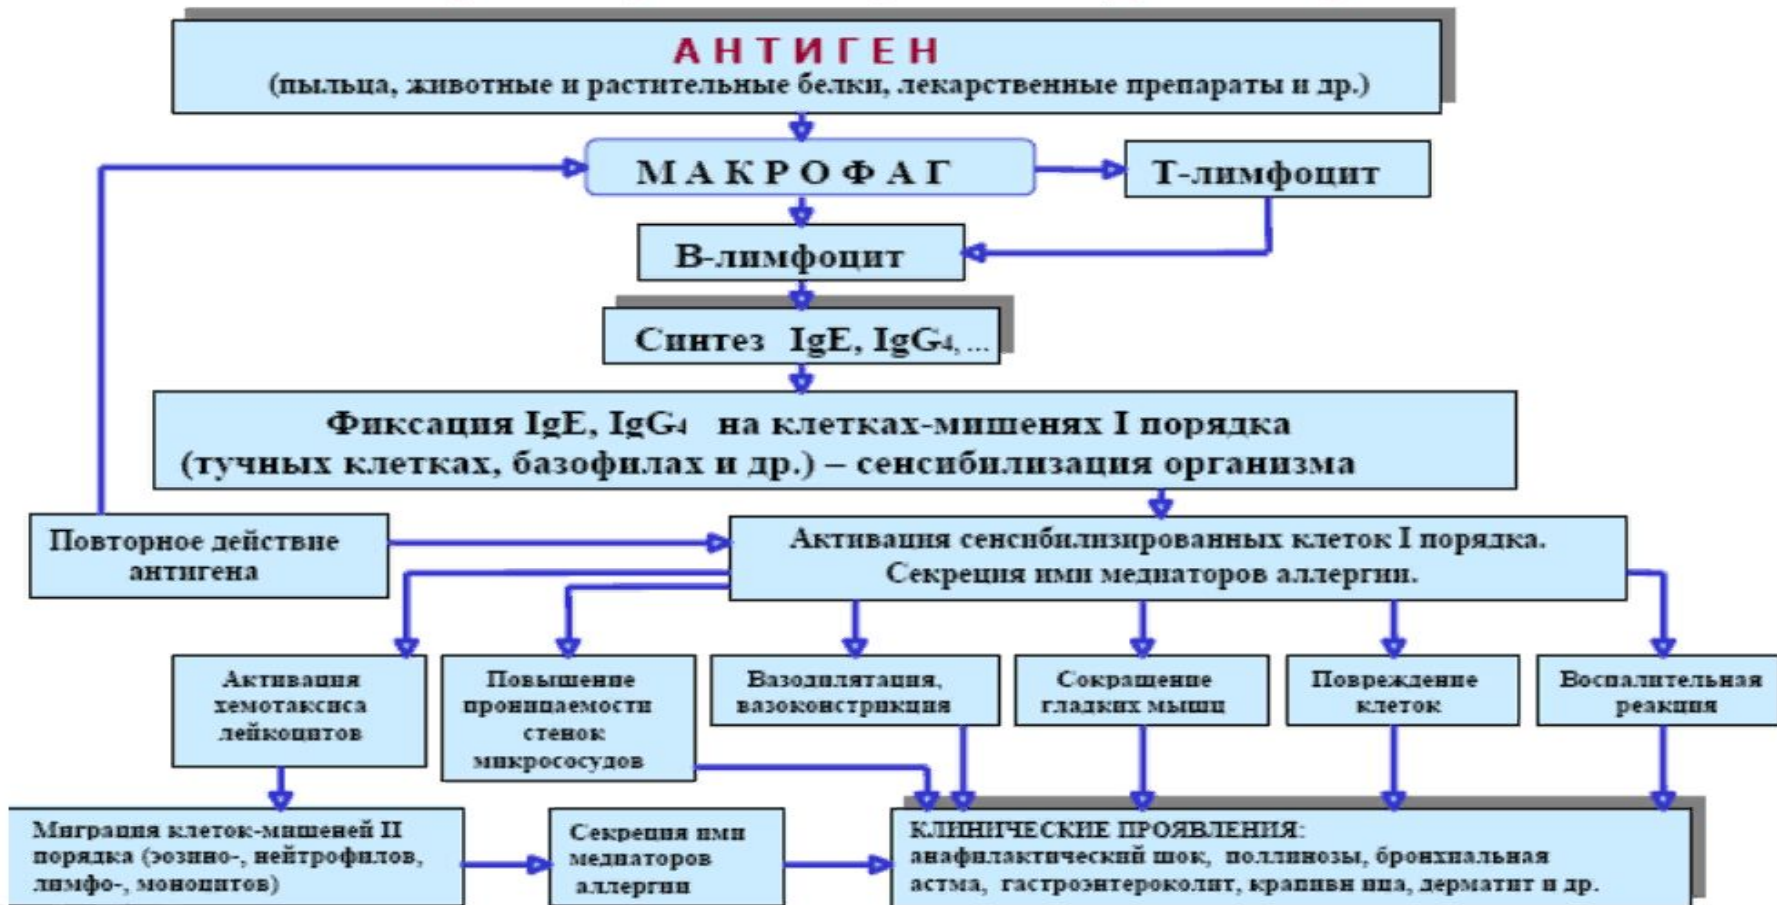 АНТИГЕН
(пыльца, животные и растительные белки, лекарственные препараты и др.)
МАКРОФАГ
Т-лимфоцит
В-лимфоцит
Синтез IgE, IgG4, ...
Фиксация IgE, IgG4 на клетках-мишенях I порядка
(тучных клетках, базофилах и др.) – сенсибилизация организма
Повторное действие
антигена
Активация сенсибилизированных клеток I порядка.
Секреция ими медиаторов аллергии.
Активация
хемотаксиса
лейкоцитов
Повышение
проницаемости
стенок
микрососудов
Вазодилятация,
вазоконстрикция
Сокращение
гладких мышц
Повреждение
клеток
Воспалительная
реакция
Миграция клеток-мишеней II
порядка (эозино-, нейтрофилов,
лимфо-, моноцитов)
Секреция ими
медиаторов
аллергии
КЛИНИЧЕСКИЕ ПРОЯВЛЕНИЯ:
анафилактический шок, поллинозы, бронхиальная
астма, гастроэнтероколит, крапивн ица, дерматит и др.